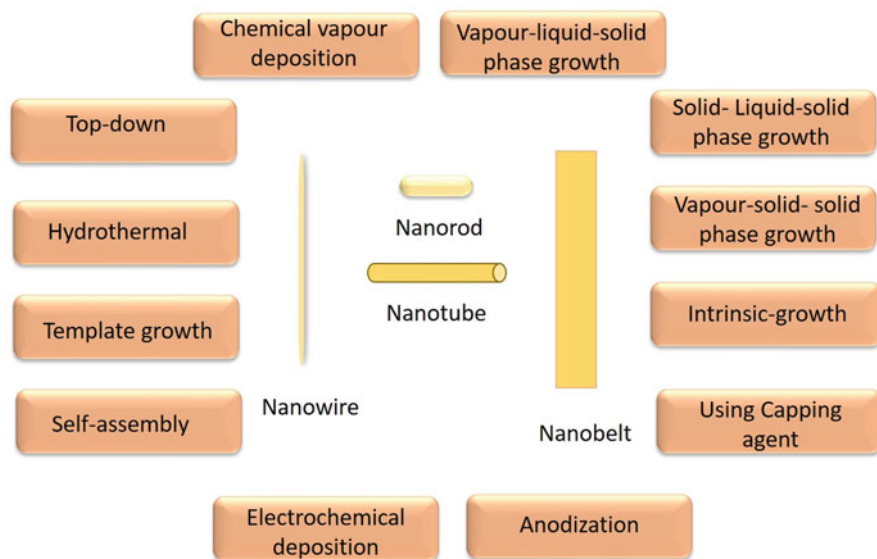 Chemical vapour
deposition
Vapour-liquid-solid
phase growth
Top-down
Solid- Liquid-solid
phase growth
Hydrothermal
Nanorod
Vapour-solid- solid
phase growth
Template growth
Nanotube
Intrinsic-growth
Self-assembly
Nanowire
Nanobelt
Using Capping
agent
Electrochemical
deposition
Anodization